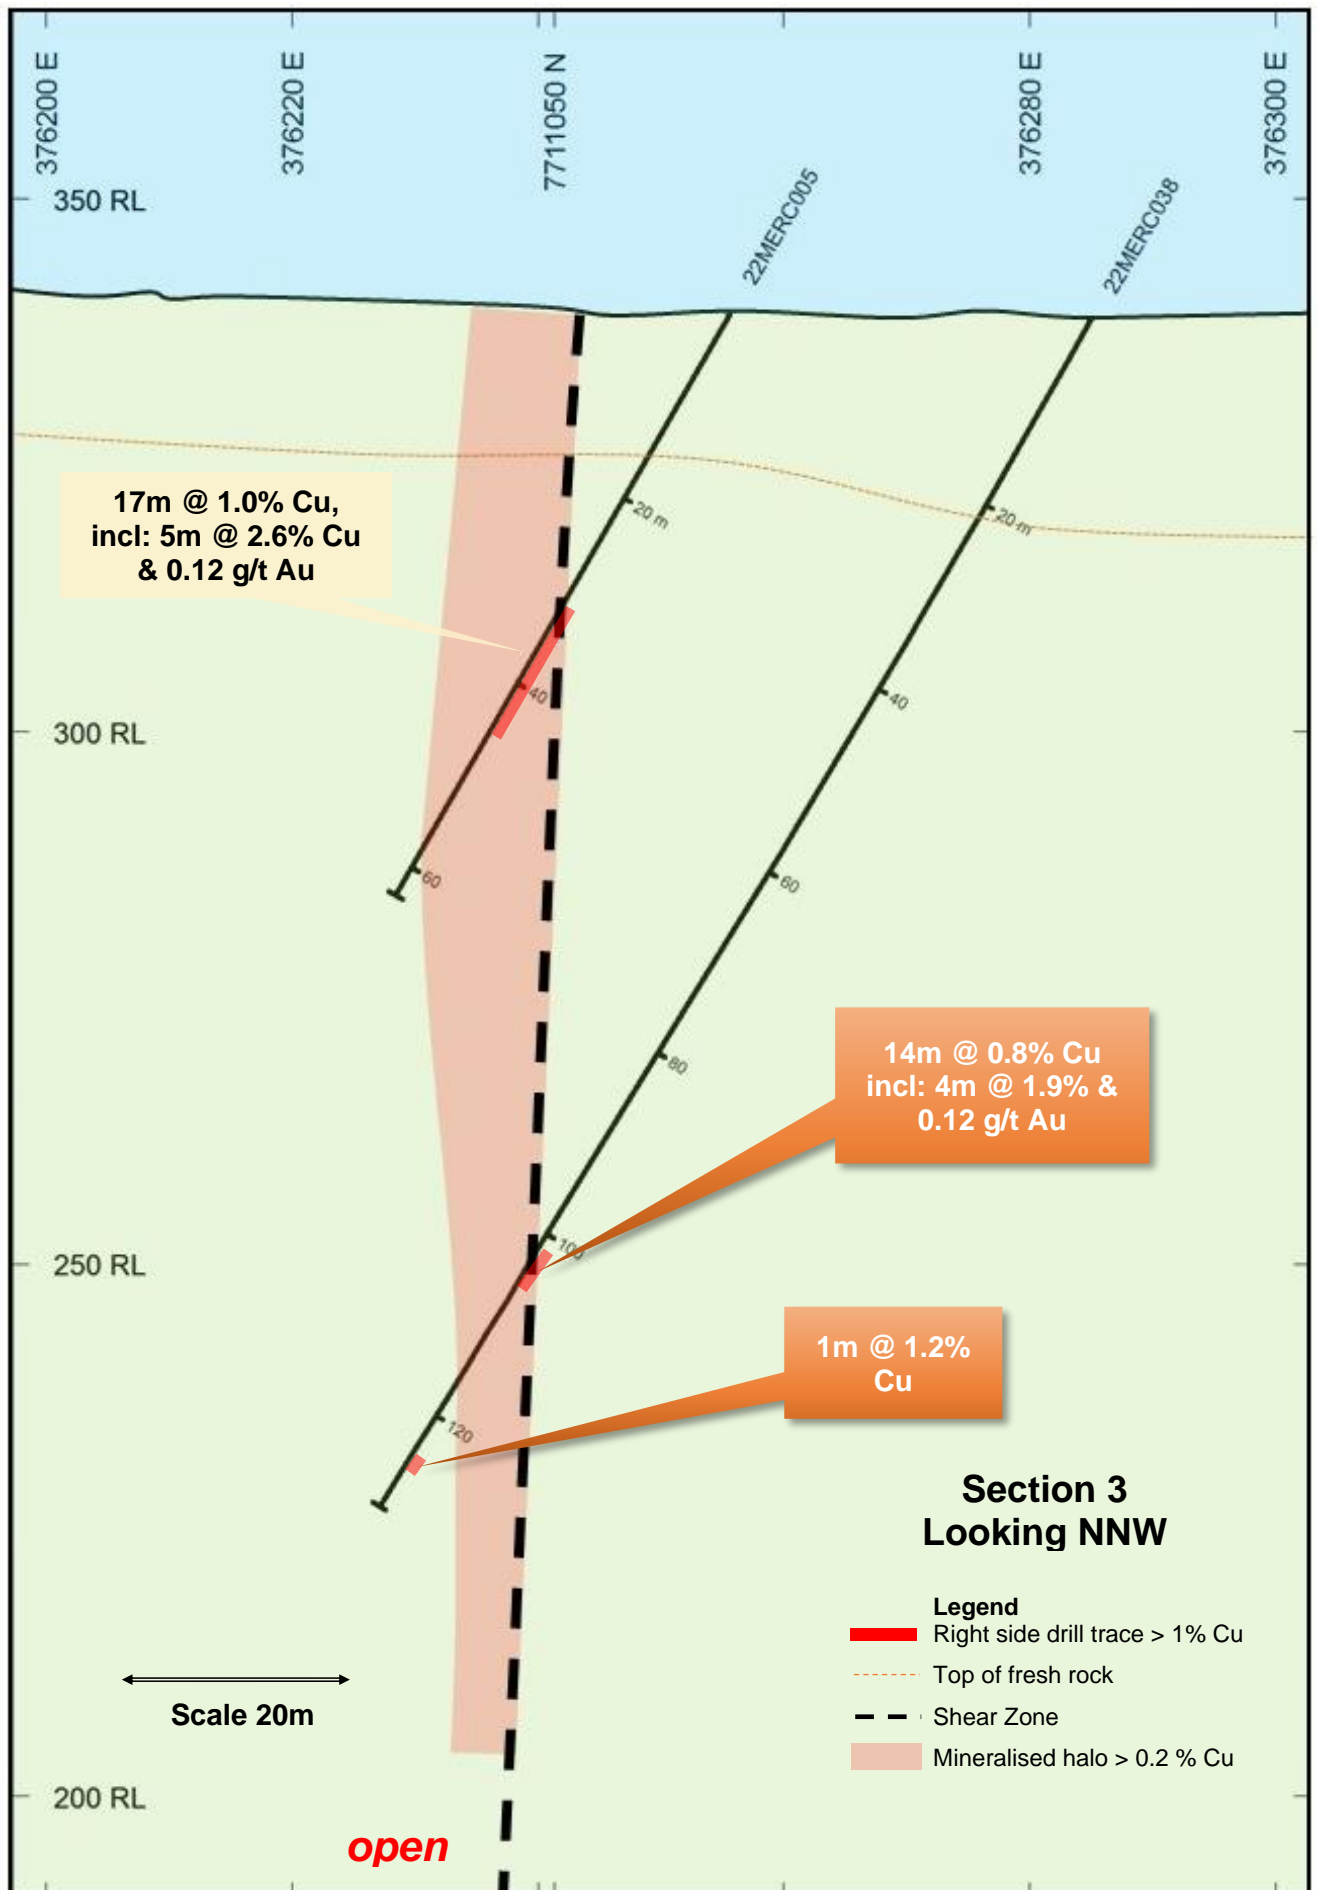 376200 E
376220 E
7711050 N
376280 E
376300 E
350 RL
22MERC005
22MERC038
17m @ 1.0% Cu,
incl: 5m @ 2.6% Cu
& 0.12 g/t Au
20 m
20 m
40
40
300 RL
60
60
80
14m @ 0.8% Cu
incl: 4m @ 1.9% &
0.12 g/t Au
100
250 RL
1m @ 1.2%
Cu
120
Section 3
Looking NNW
Legend
Right side drill trace > 1% Cu
Top of fresh rock
Shear Zone
Mineralised halo > 0.2 % Cu
Scale 20m
200 RL
open